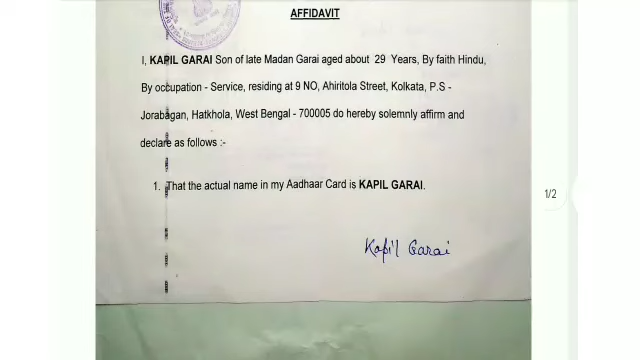 AFFIDAVIT
I, KAPIL GARAI Son of late Madan Garai aged about 29 Years, By faith Hindu,
By occupation - Service, residing at 9 NO, Ahiritola Street, Kolkata, P.S -
Jorabagan, Hatkhola, West Bengal - 700005 do hereby solemnly affirm and
declare as follows :-
1. That the actual name in my Aadhaar Card is KAPIL GARAI.
1/2
Kapil Garai